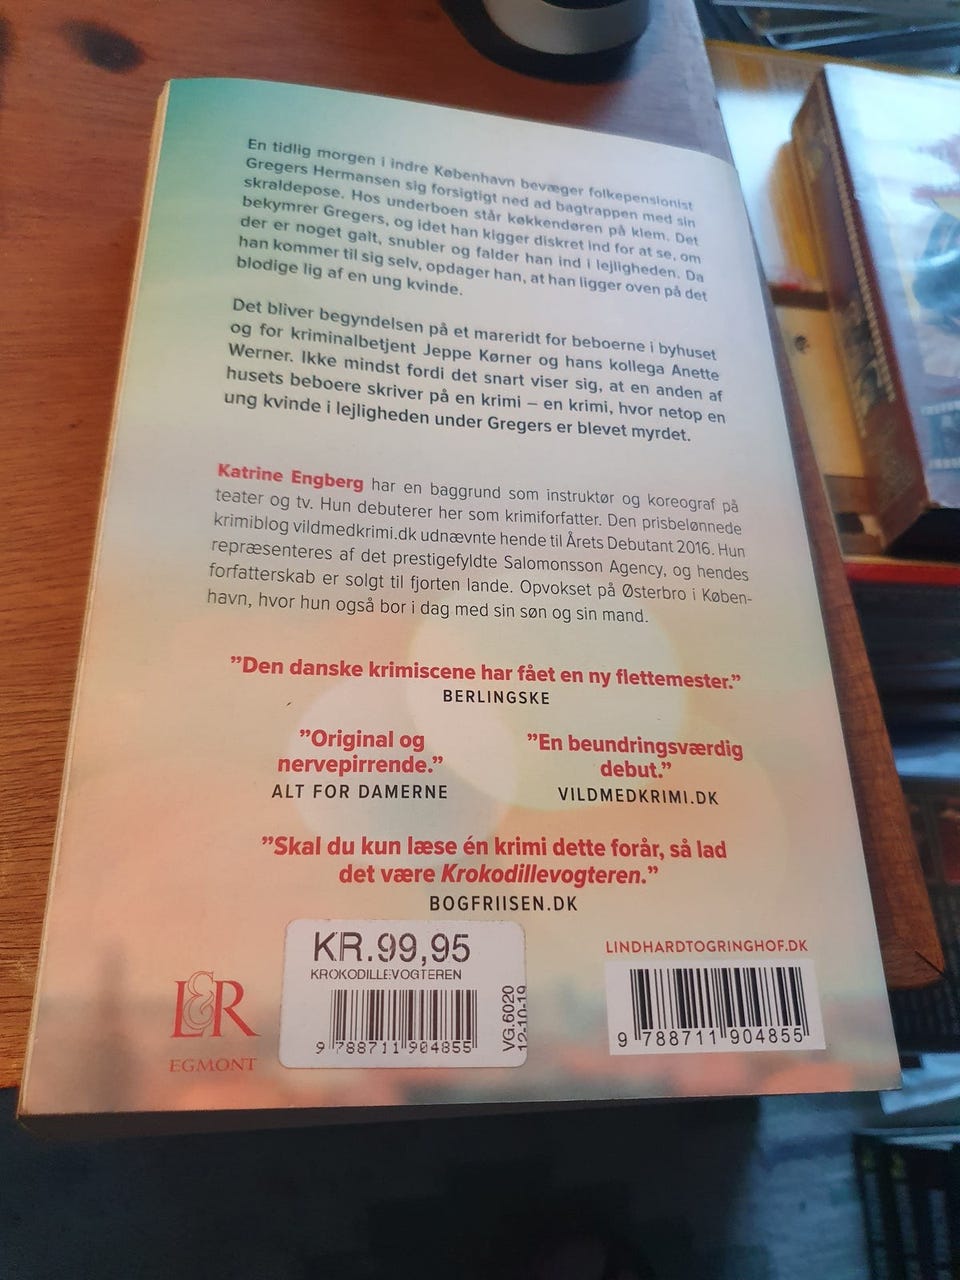 En tidlig morgen i indre København bevæger folkepensionist
Gregers Hermansen sig forsigtigt ned ad bagtrappen med sin
skraldepose. Hos underboen står køkkendøren på klem. Det
bekymrer Gregers, og idet han kigger diskret ind for at se, om
der er noget galt, snubler og falder han ind i lejligheden. Da
han kommer til sig selv, opdager han, at han ligger oven på det
blodige lig af en ung kvinde.
Det bliver begyndelsen på et mareridt for beboerne i byhuset
og for kriminalbetjent Jeppe Kørner og hans kollega Anette
Werner. Ikke mindst fordi det snart viser sig, at en anden af
husets beboere skriver på en krimi – en krimi, hvor netop en
ung kvinde i lejligheden under Gregers er blevet myrdet.
Katrine Engberg har en baggrund som instruktør og koreograf på
teater og tv. Hun debuterer her som krimiforfatter. Den prisbelønnede
krimiblog vildmedkrimi.dk udnævnte hende til Årets Debutant 2016. Hun
repræsenteres af det prestigefyldte Salomonsson Agency, og hendes
forfatterskab er solgt til fjorten lande. Opvokset på Østerbro i Køben-
havn, hvor hun også bor i dag med sin søn og sin mand.
”Den danske krimiscene har fået en ny flettemester.”
BERLINGSKE
”Original og
nervepirrende.”
ALT FOR DAMERNE
”En beundringsværdig
debut.”
VILDMEDKRIMI.DK
”Skal du kun læse én krimi dette forår, så lad
det være Krokodillevogteren.”
BOGFRIISEN.DK
L&R
EGMONT
KR.99,95
KROKODILLEVOGTEREN
9 788711 904855
VG.6020
12-10-19
LINDHARDTOGRINGHOF.DK
9 788711 904855